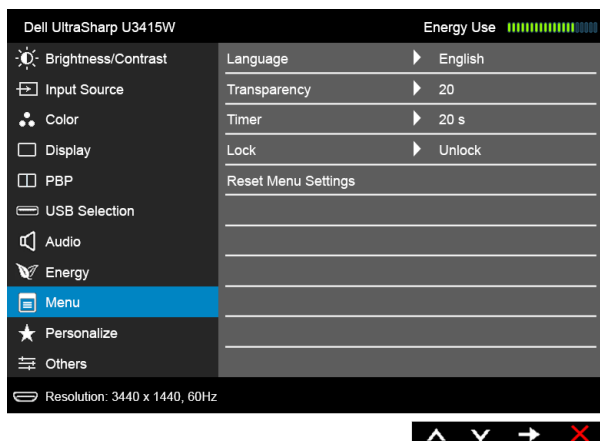 Dell UltraSharp U3415W Energy Use
Brightness/Contrast
Input Source
Color
Display
PBP
USB Selection
Audio
Energy
Menu
Personalize
Others
Language English
Transparency 20
Timer 20 s
Lock Unlock
Reset Menu Settings
Resolution: 3440 x 1440, 60Hz